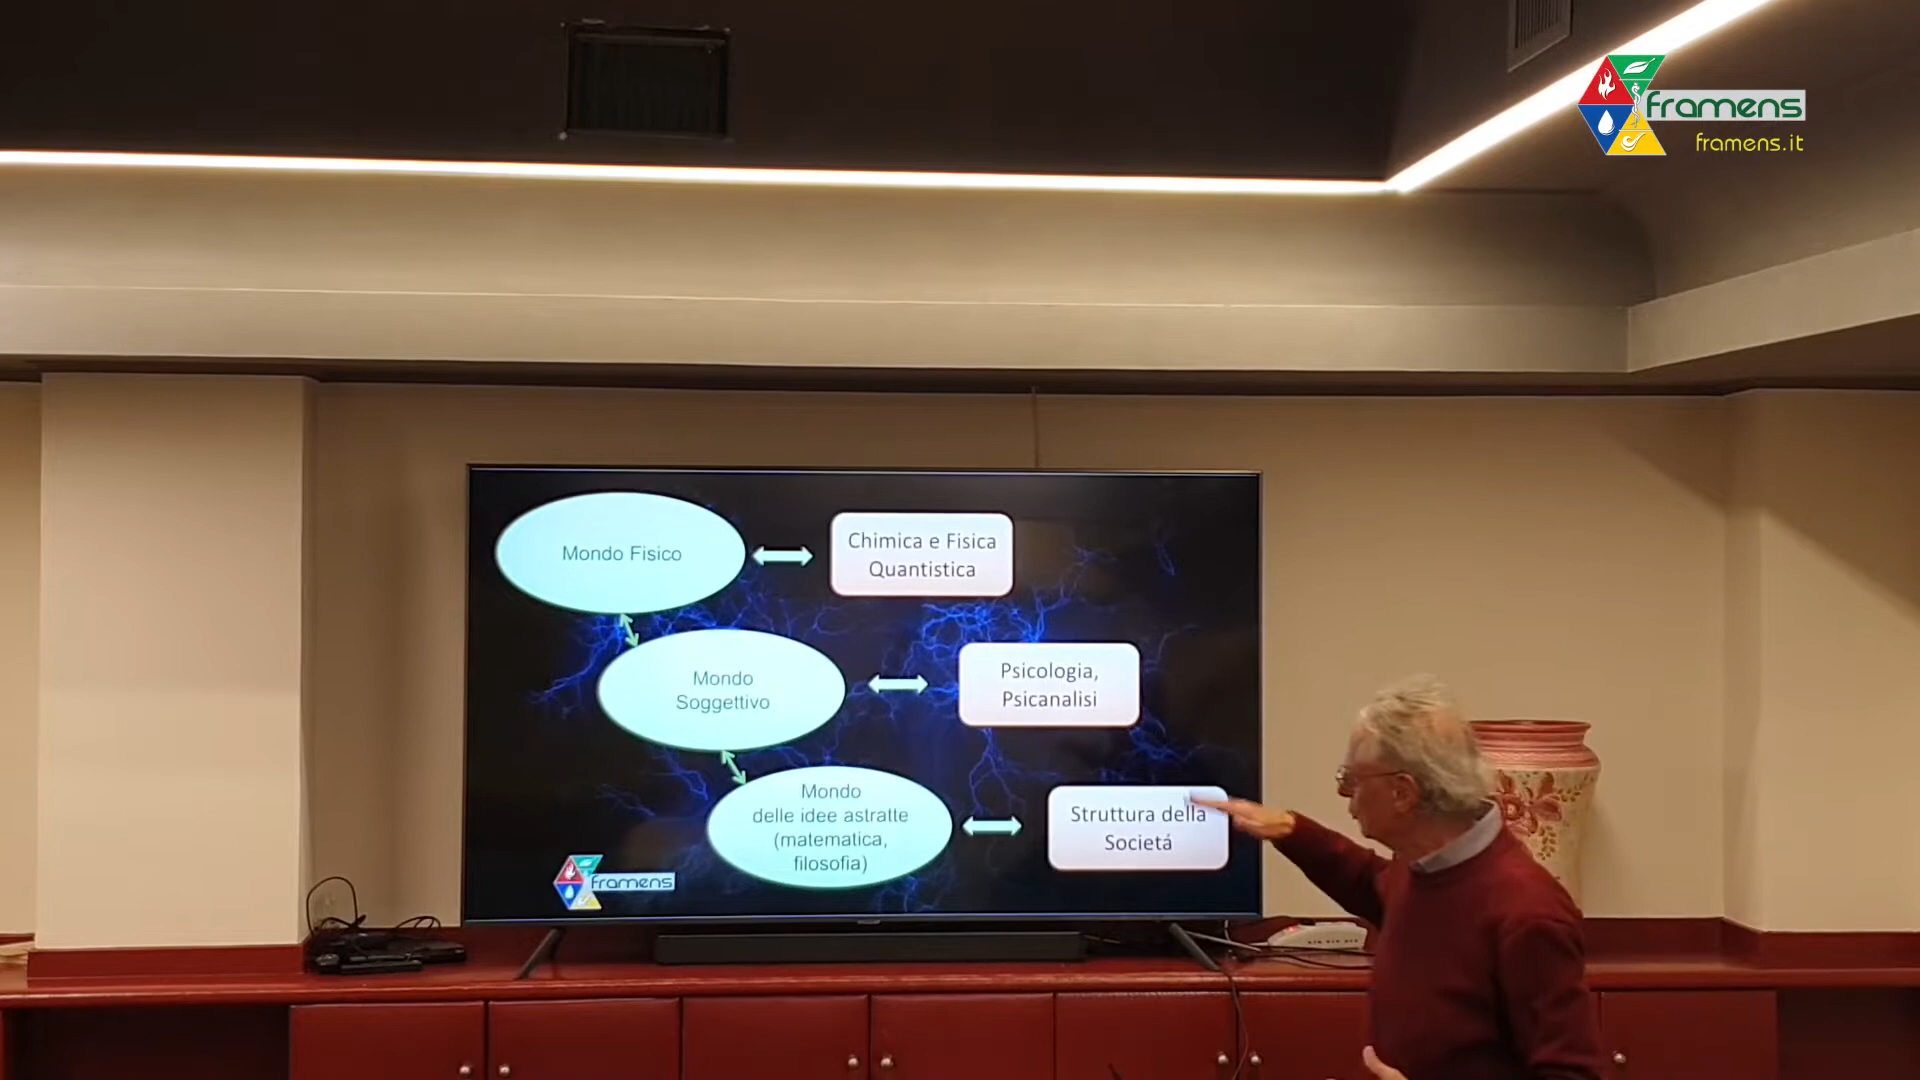 framens
framens.it
Mondo Fisico
Chimica e Fisica
Quantistica
Mondo
Soggettivo
Psicologia,
Psicanalisi
Mondo
delle idee astratte
(matematica,
filosofia)
Struttura della
Societá
framens